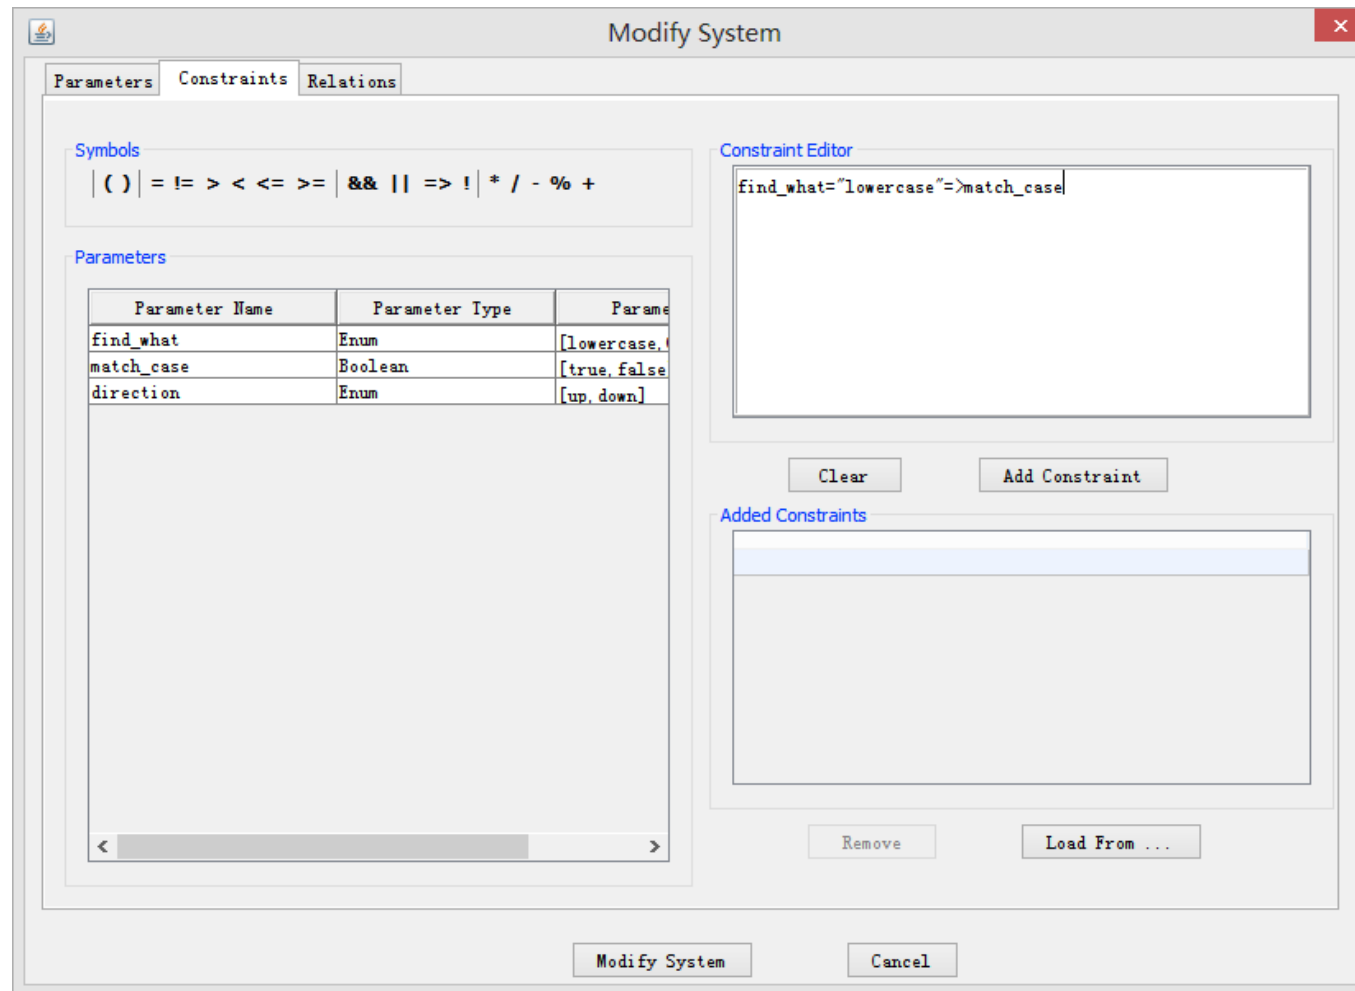 Modify System
Parameters Constraints Relations
Symbols
( ) = != > < <= >= && || => ! * / - % +
Parameters
Parameter Name Parameter Type Parame
find_what Enum [lowercase,
match_case Boolean [true, false
direction Enum [up, down]
Constraint Editor
find_what="lowercase"=>match_case
Clear Add Constraint
Added Constraints
Remove Load From ...
Modify System Cancel